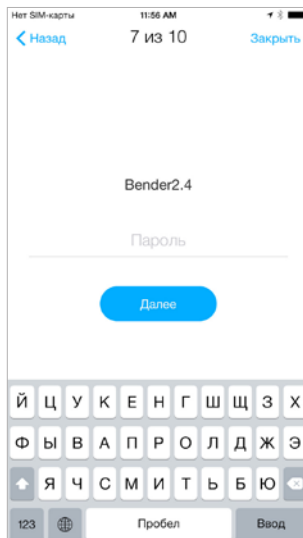 Нет SIM-карты 11:56 AM
Назад 7 из 10 Закрыть
Bender2.4
Пароль
Далее
Й Ц У К Е Н Г Ш Щ З Х
Ф Ы В А П Р О Л Д Ж Э
Я Ч С М И Т Ь Б Ю
123 Пробел Ввод